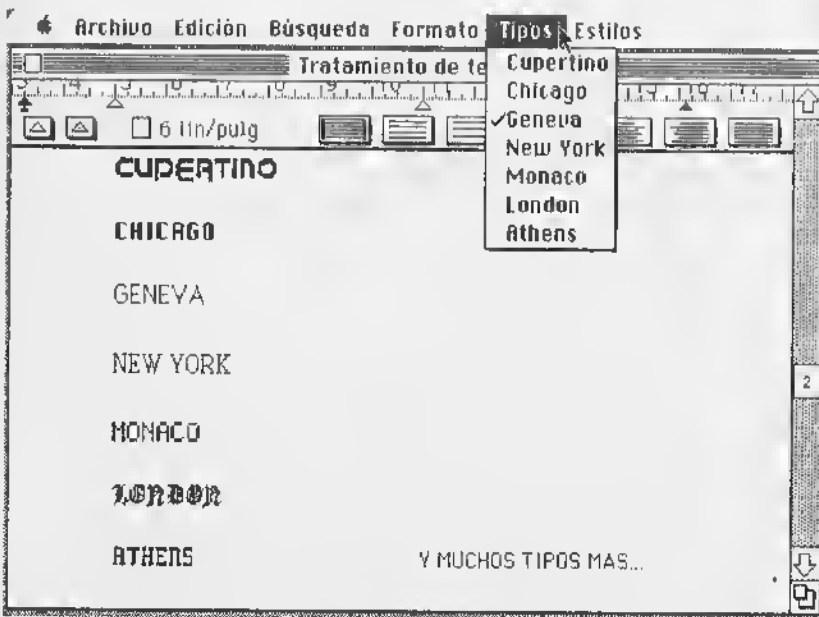 Archivo Edición Búsqueda Formato Tipos Estilos
Tratamiento de te
6 lin/pulg
Cupertino
Chicago
✓Geneva
New York
Monaco
London
Athens
CUPERTINO
CHICAGO
GENEVA
NEW YORK
MONACO
LONDON
ATHENS Y MUCHOS TIPOS MAS...
2